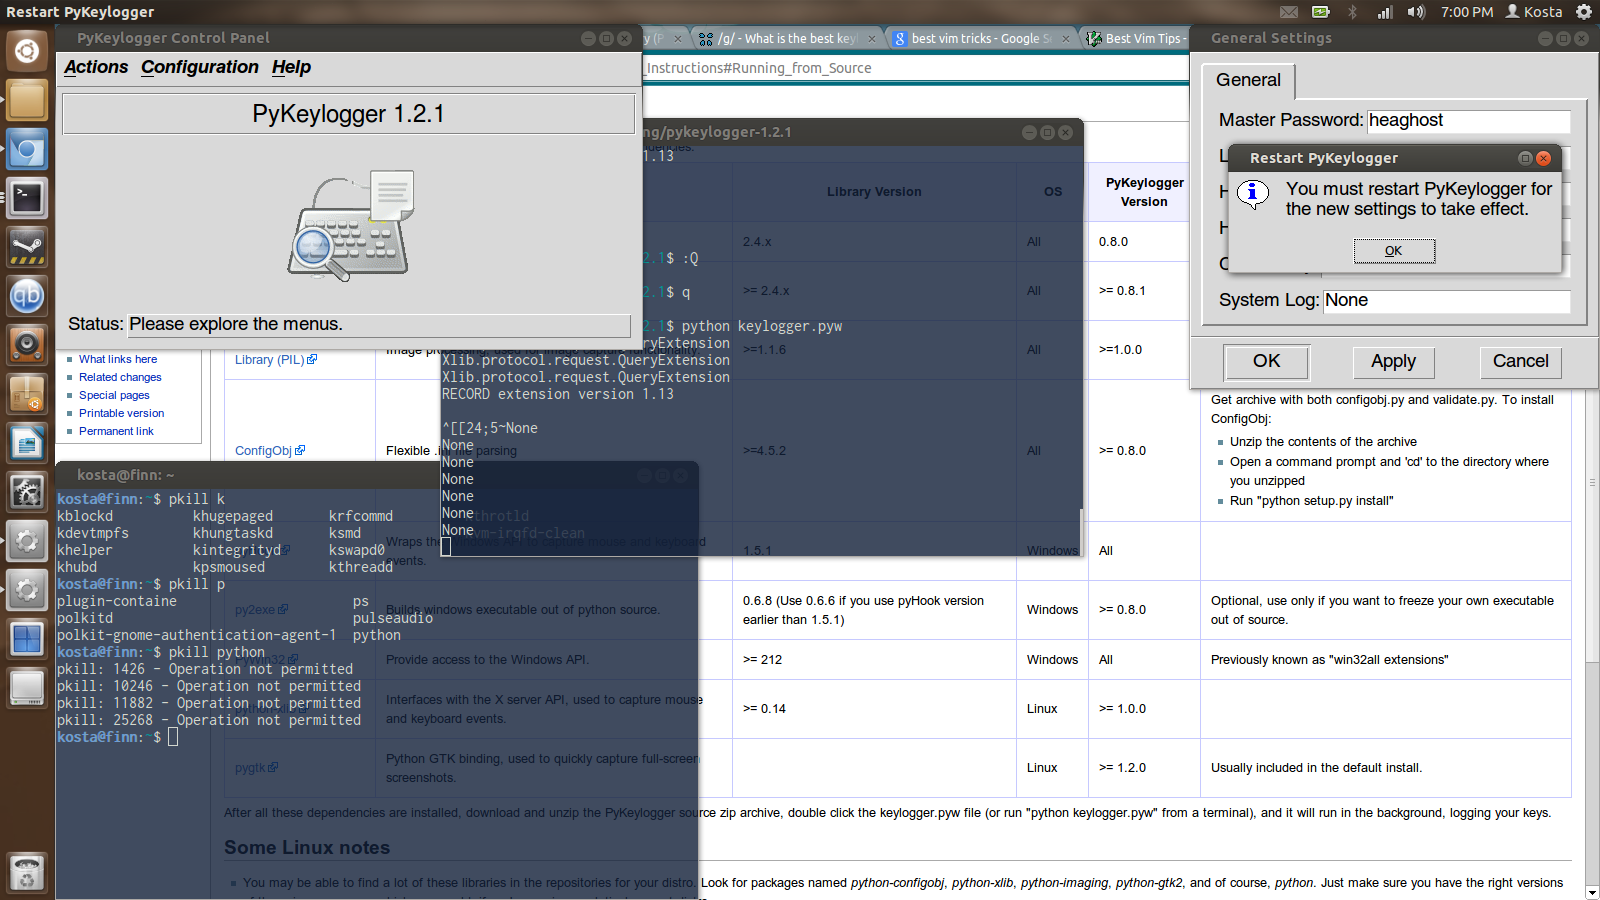 Restart PyKeylogger
7:00 PM
Kosta
PyKeylogger Control Panel
Actions Configuration Help
PyKeylogger 1.2.1
Status: Please explore the menus.
/g/ - What is the best key
best vim tricks - Google S
Best Vim Tips -
_Instructions#Running_from_Source
General Settings
General
Master Password: heaghost
Restart PyKeylogger
You must restart PyKeylogger for
the new settings to take effect.
OK
System Log: None
OK Apply Cancel
ng/pykeylogger-1.2.1
1.13
2.1$ :Q
2.1$ q
2.1$ python keylogger.pyw
ryExtension
Xlib.protocol.request.QueryExtension
Xlib.protocol.request.QueryExtension
RECORD extension version 1.13
^[[24;5~None
None
None
None
None
None
None
Library Version OS PyKeylogger Version
2.4.x All 0.8.0
>= 2.4.x All >= 0.8.1
Library (PIL) Image processing, used for image capture functionality. >=1.1.6 All >=1.0.0
ConfigObj Flexible .ini file parsing >=4.5.2 All >= 0.8.0
Get archive with both configobj.py and validate.py. To install
ConfigObj:
Unzip the contents of the archive
Open a command prompt and 'cd' to the directory where
you unzipped
Run "python setup.py install"
Wraps the Windows API to capture mouse and keyboard
events.
1.5.1 Windows All
py2exe Builds windows executable out of python source.
0.6.8 (Use 0.6.6 if you use pyHook version
earlier than 1.5.1)
Windows >= 0.8.0
Optional, use only if you want to freeze your own executable
out of source.
PyWin32 Provide access to the Windows API. >= 212 Windows All Previously known as "win32all extensions"
python-xlib Interfaces with the X server API, used to capture mouse
and keyboard events.
>= 0.14 Linux >= 1.0.0
pygtk Python GTK binding, used to quickly capture full-screen
screenshots.
Linux >= 1.2.0 Usually included in the default install.
What links here
Related changes
Special pages
Printable version
Permanent link
kosta@finn: ~
kosta@finn:~$ pkill k
kblockd khugepaged krfcommd kthrotld
kdevtmpfs khungtaskd ksmd kvm-irqfd-clean
khelper kintegrityd kswapd0
khubd kpsmoused kthreadd
kosta@finn:~$ pkill p
plugin-containe ps
polkitd pulseaudio
polkit-gnome-authentication-agent-1 python
kosta@finn:~$ pkill python
pkill: 1426 - Operation not permitted
pkill: 10246 - Operation not permitted
pkill: 11882 - Operation not permitted
pkill: 25268 - Operation not permitted
kosta@finn:~$
After all these dependencies are installed, download and unzip the PyKeylogger source zip archive, double click the keylogger.pyw file (or run "python keylogger.pyw" from a terminal), and it will run in the background, logging your keys.
Some Linux notes
You may be able to find a lot of these libraries in the repositories for your distro. Look for packages named python-configobj, python-xlib, python-imaging, python-gtk2, and of course, python. Just make sure you have the right versions